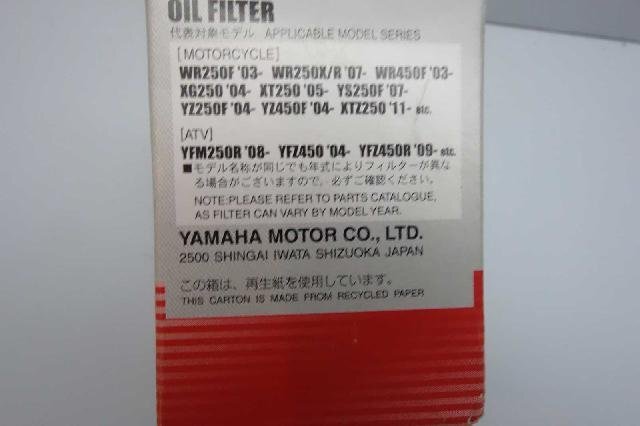 OIL FILTER
代表対象モデル APPLICABLE MODEL SERIES
[MOTORCYCLE]
WR250F '03- WR250X/R '07- WR450F '03-
XG250 '04- XT250 '05- YS250F '07-
YZ250F '04- YZ450F '04- XTZ250 '11- etc.
[ATV]
YFM250R '08- YFZ450 '04- YFZ450R '09- etc.
■モデル名称が同じでも年式によりフィルターが異な
る場合がございますので、必ずご確認ください。
NOTE:PLEASE REFER TO PARTS CATALOGUE,
AS FILTER CAN VARY BY MODEL YEAR.
YAMAHA MOTOR CO., LTD.
2500 SHINGAI IWATA SHIZUOKA JAPAN
この箱は、再生紙を使用しています。
THIS CARTON IS MADE FROM RECYCLED PAPER